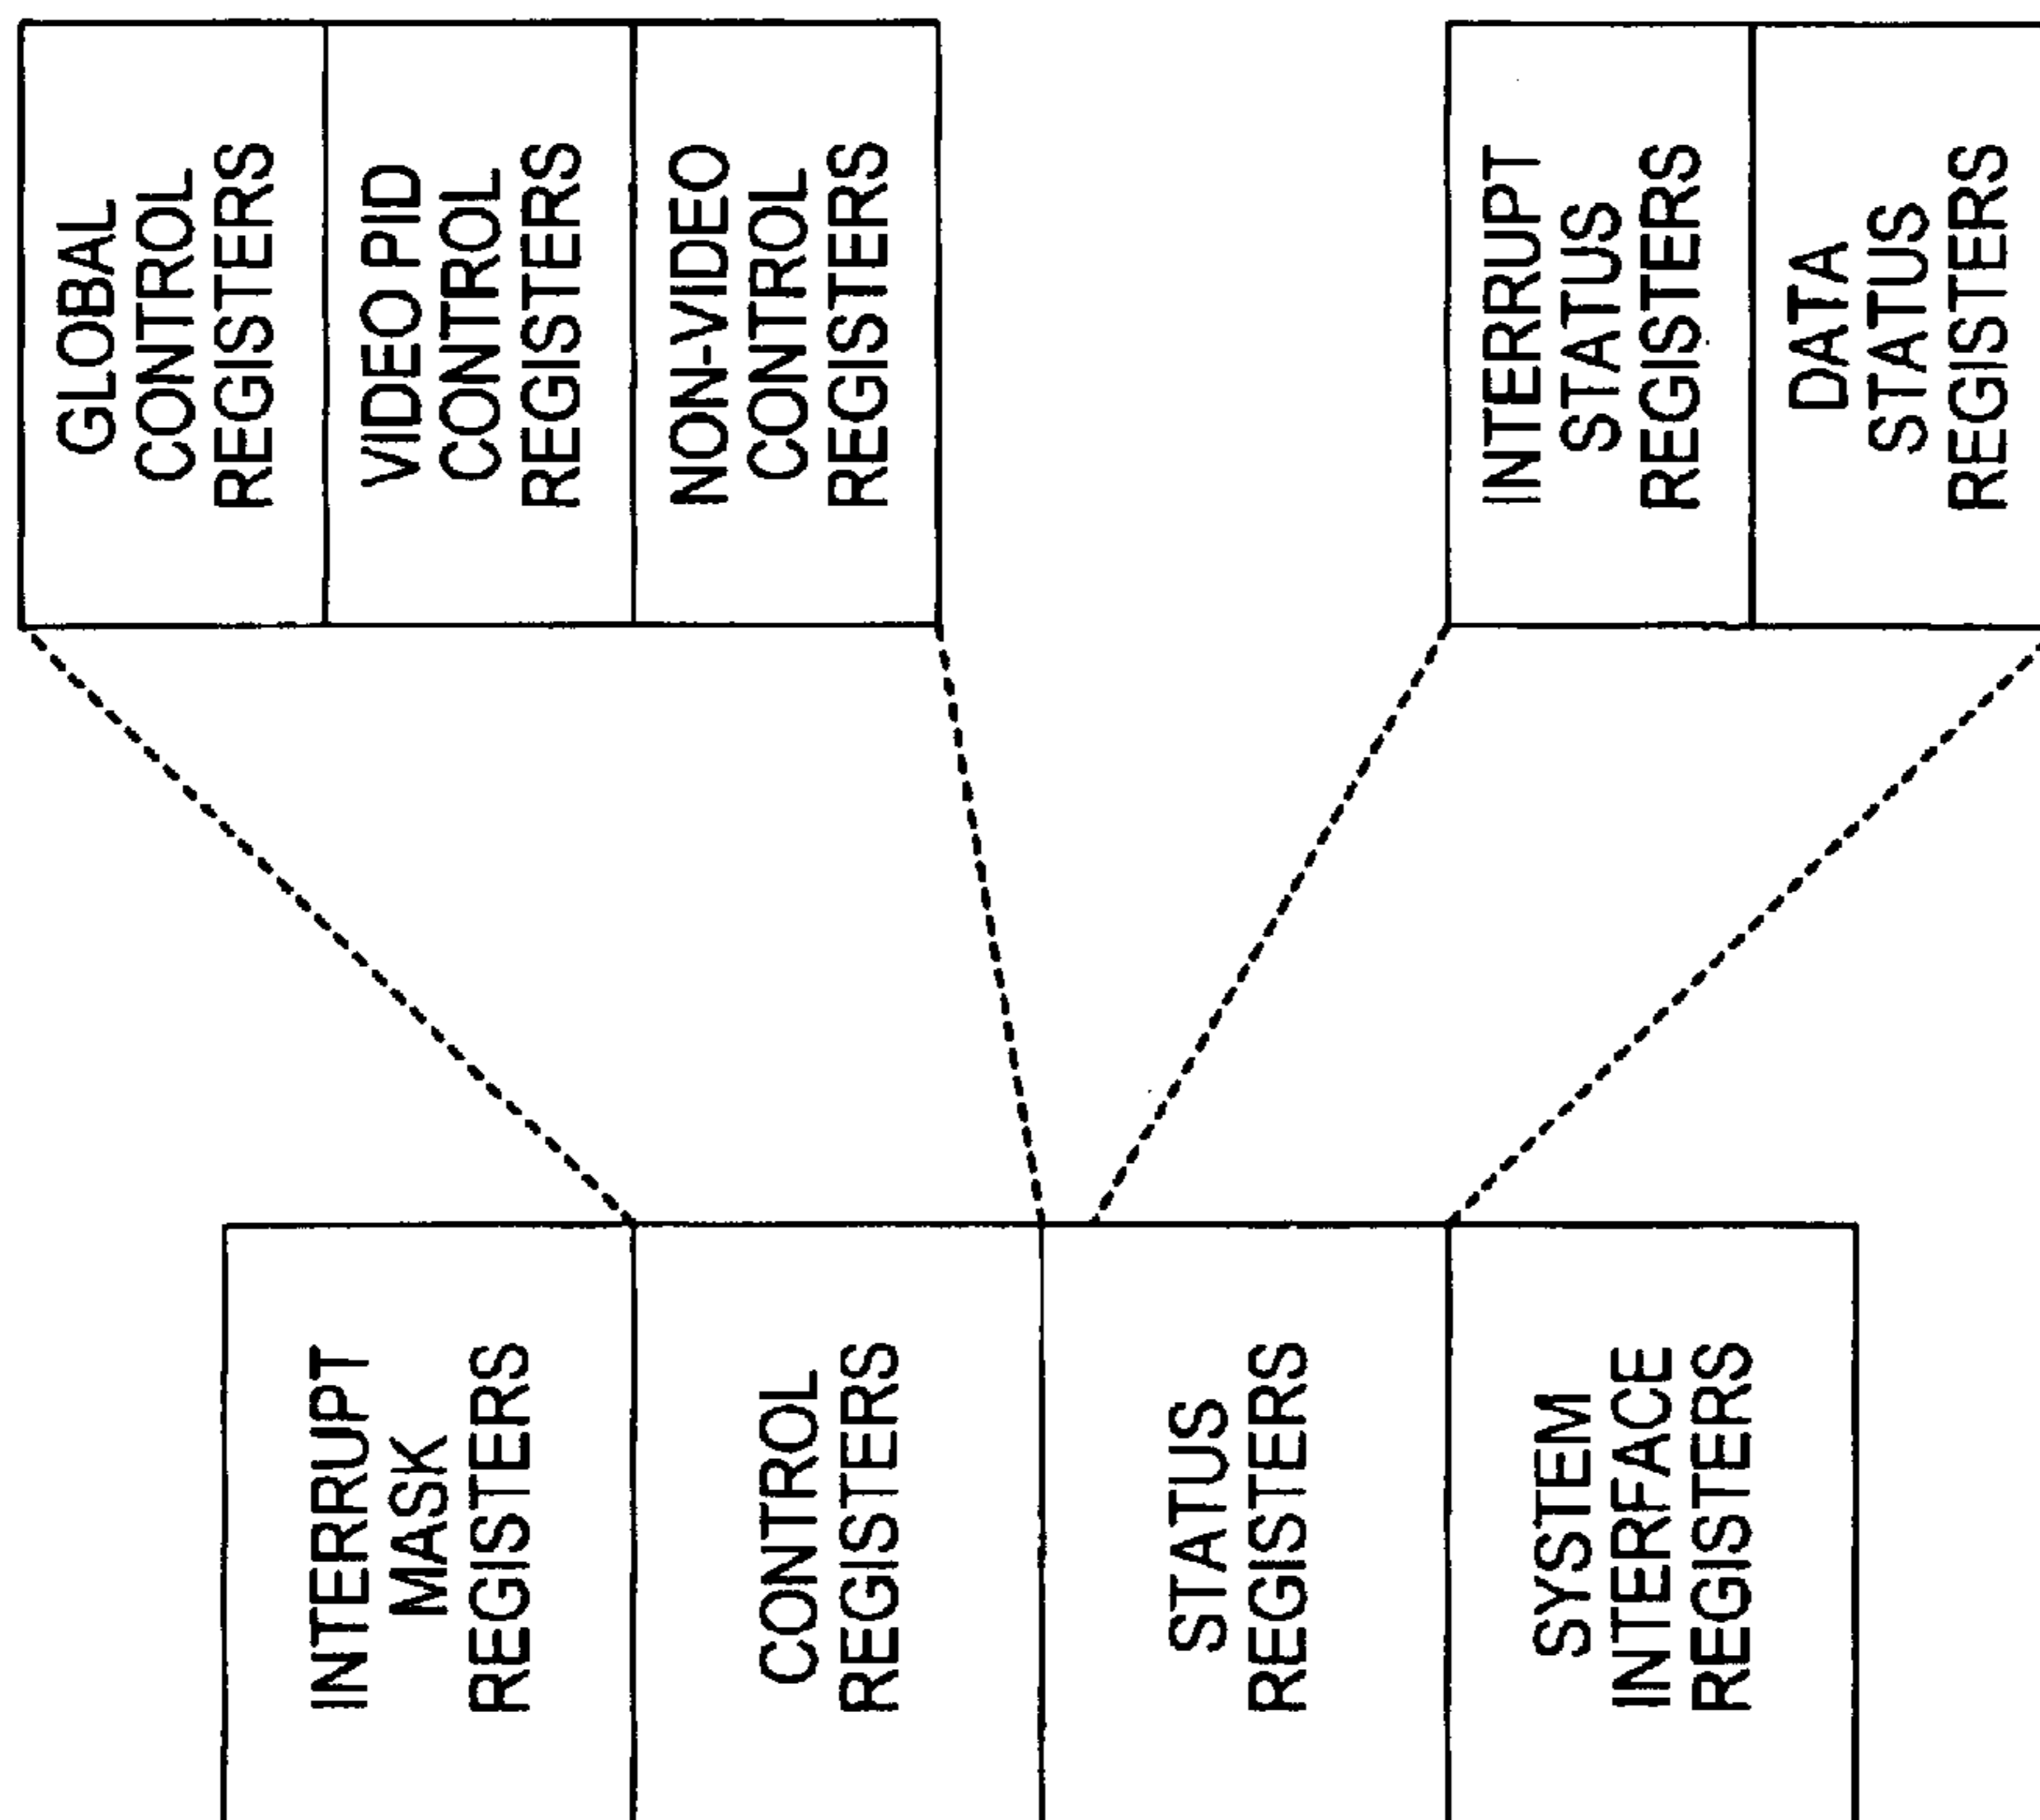 INTERRUPT
MASK
REGISTERS
CONTROL
REGISTERS
STATUS
REGISTERS
SYSTEM
INTERFACE
REGISTERS
GLOBAL
CONTROL
REGISTERS
VIDEO PID
CONTROL
REGISTERS
NON-VIDEO
CONTROL
REGISTERS
INTERRUPT
STATUS
REGISTERS
DATA
STATUS
REGISTERS